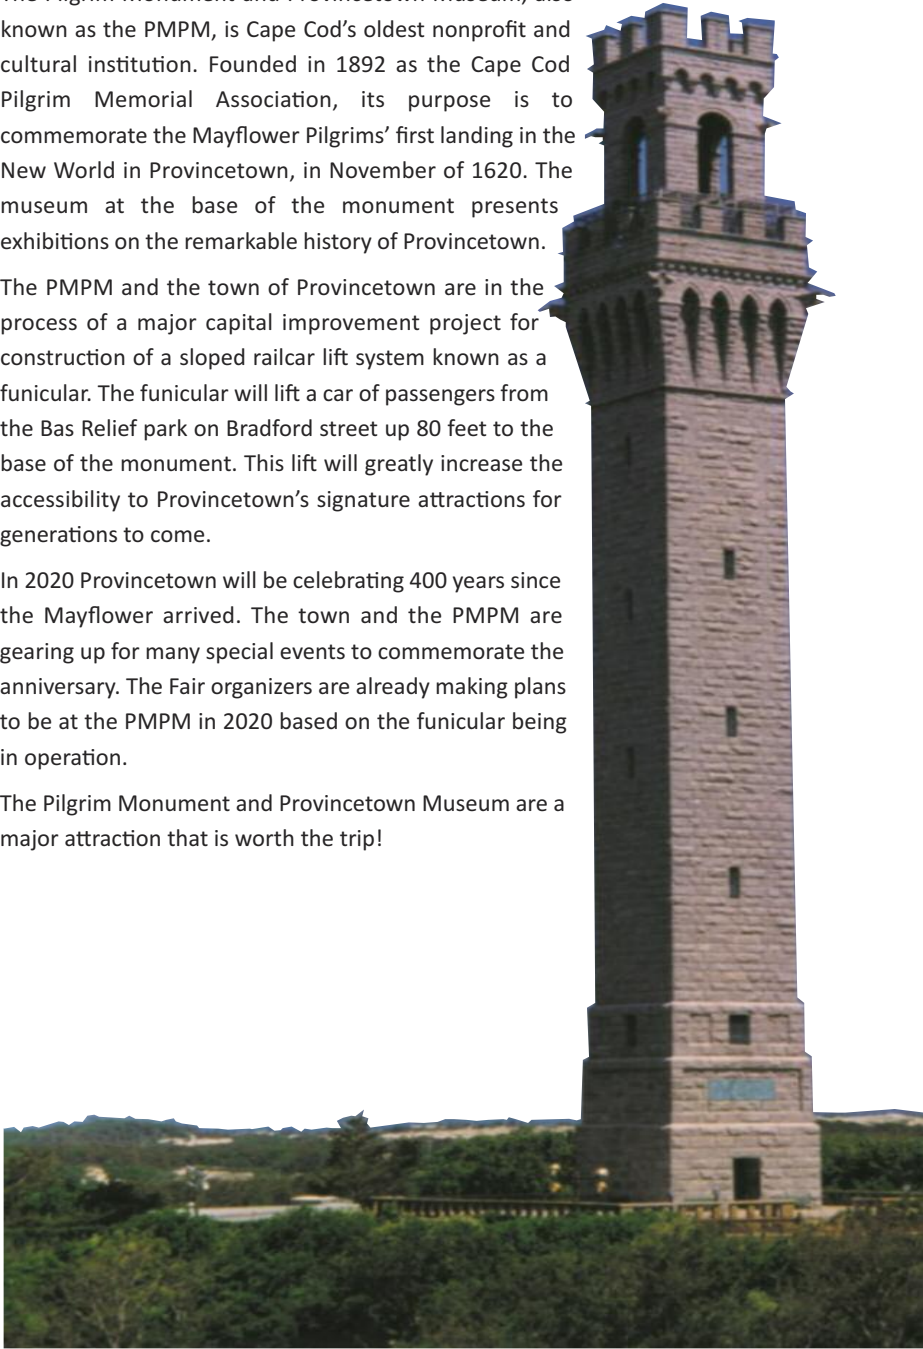 The Pilgrim Monument and Provincetown Museum, also
known as the PMPM, is Cape Cod’s oldest nonprofit and
cultural institution. Founded in 1892 as the Cape Cod
Pilgrim Memorial Association, its purpose is to
commemorate the Mayflower Pilgrims’ first landing in the
New World in Provincetown, in November of 1620. The
museum at the base of the monument presents
exhibitions on the remarkable history of Provincetown.
The PMPM and the town of Provincetown are in the
process of a major capital improvement project for
construction of a sloped railcar lift system known as a
funicular. The funicular will lift a car of passengers from
the Bas Relief park on Bradford street up 80 feet to the
base of the monument. This lift will greatly increase the
accessibility to Provincetown’s signature attractions for
generations to come.
In 2020 Provincetown will be celebrating 400 years since
the Mayflower arrived. The town and the PMPM are
gearing up for many special events to commemorate the
anniversary. The Fair organizers are already making plans
to be at the PMPM in 2020 based on the funicular being
in operation.
The Pilgrim Monument and Provincetown Museum are a
major attraction that is worth the trip!